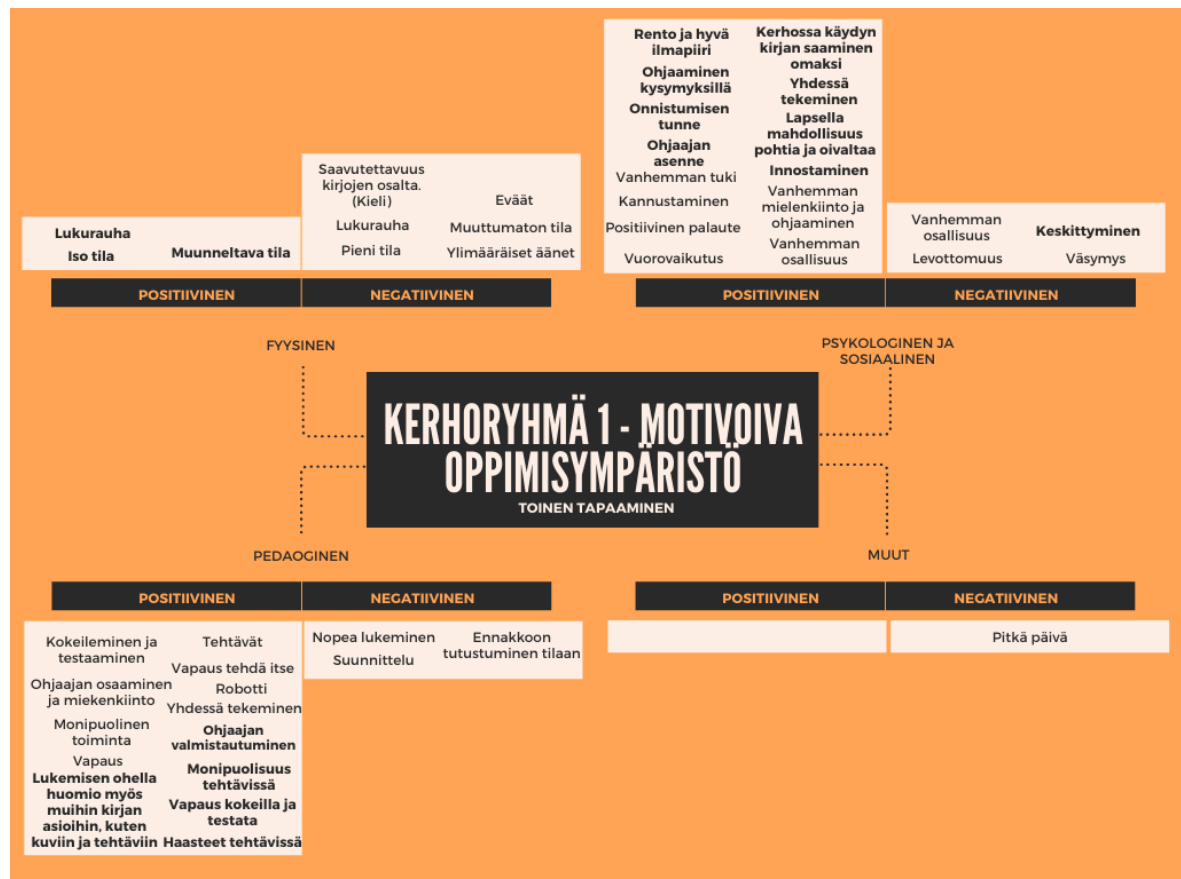 Lukurauha
Iso tila
Muunneltava tila
Saavutettavuus
kirjojen osalta.
(Kieli)
Lukurauha
Pieni tila
Eväät
Muuttumaton tila
Ylimääräiset äänet
POSITIIVINEN
NEGATIIVINEN
FYYSINEN
Rento ja hyvä
ilmapiiri
Ohjaaminen
kysymyksillä
Onnistumisen
tunne
Ohjaajan
asenne
Vanhemman tuki
Kannustaminen
Positiivinen palaute
Vuorovaikutus
Kerhossa käydyn
kirjan saaminen
omaksi
Yhdessä
tekeminen
Lapsella
mahdollisuus
pohtia ja oivaltaa
Innostaminen
Vanhemman
mielenkiinto ja
ohjaaminen
Vanhemman
osallisuus
Vanhemman
osallisuus
Levottomuus
Keskittyminen
Väsymys
POSITIIVINEN
NEGATIIVINEN
PSYKOLOGINEN JA
SOSIAALINEN
KERHORYHMÄ 1 - MOTIVOIVA
OPPIMISYMPÄRISTÖ
TOINEN TAPAAMINEN
PEDAOGINEN
POSITIIVINEN
NEGATIIVINEN
Kokeileminen ja
testaaminen
Ohjaajan osaaminen
ja miekenkiinto
Monipuolinen
toiminta
Vapaus
Lukemisen ohella
huomio myös
muihin kirjan
asioihin, kuten
kuviin ja tehtäviin
Tehtävät
Vapaus tehdä itse
Robotti
Yhdessä tekeminen
Ohjaajan
valmistautuminen
Monipuolisuus
tehtävissä
Vapaus kokeilla ja
testata
Haasteet tehtävissä
Nopea lukeminen
Suunnittelu
Ennakkoon
tutustuminen tilaan
MUUT
POSITIIVINEN
NEGATIIVINEN
Pitkä päivä